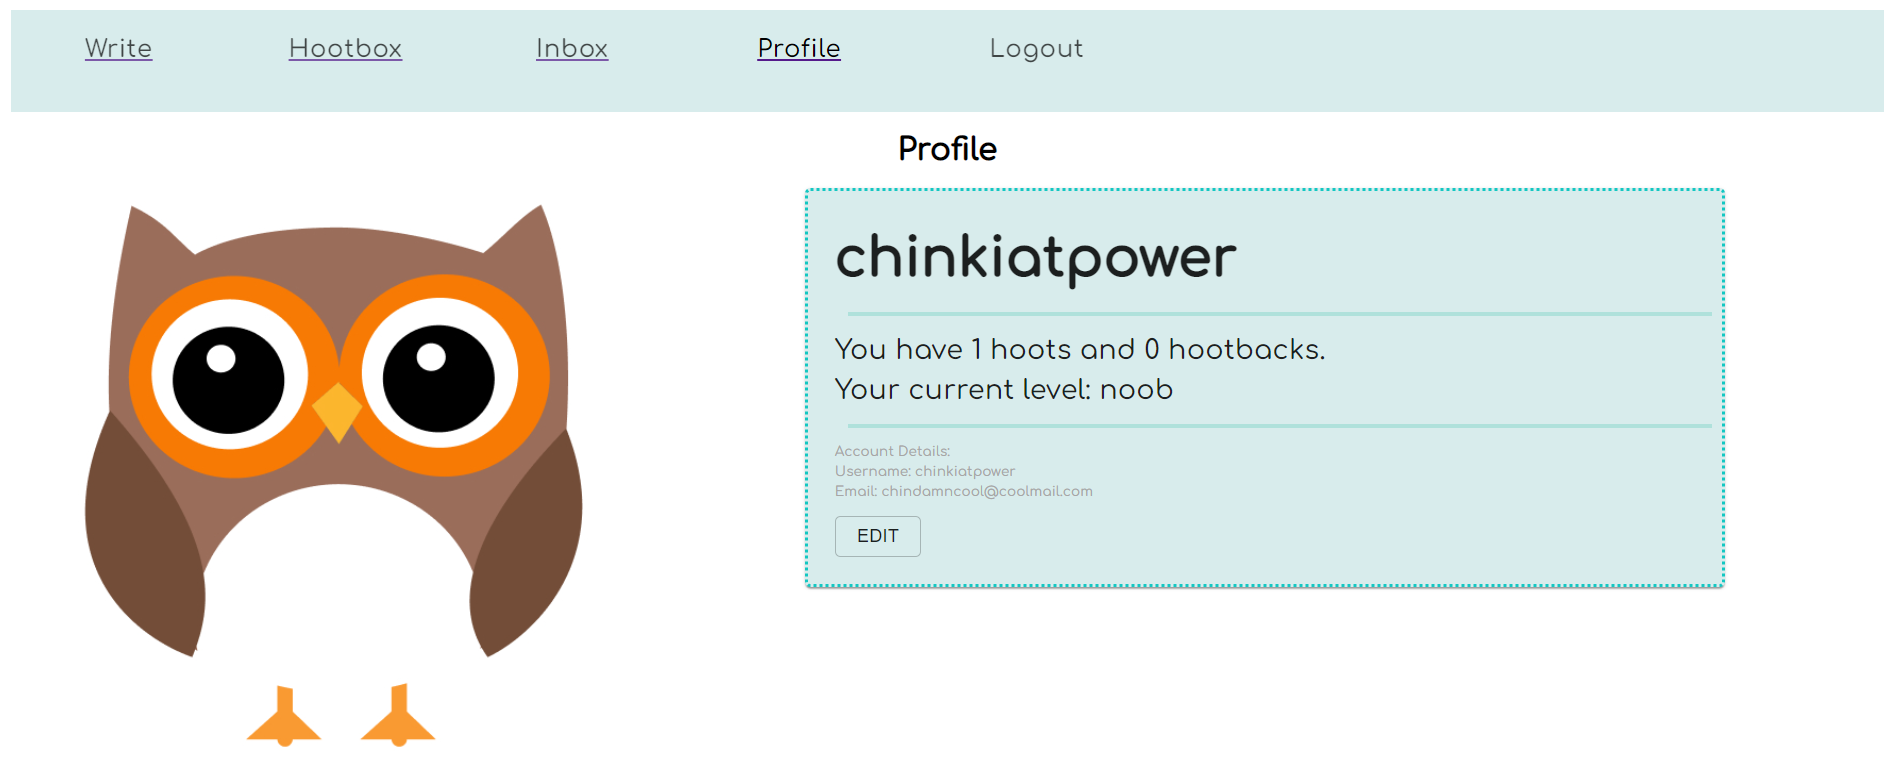 Write Hootbox Inbox Profile Logout
Profile
chinkiatpower
You have 1 hoots and 0 hootbacks.
Your current level: noob
Account Details:
Username: chinkiatpower
Email: chindamncool@coolmail.com
EDIT